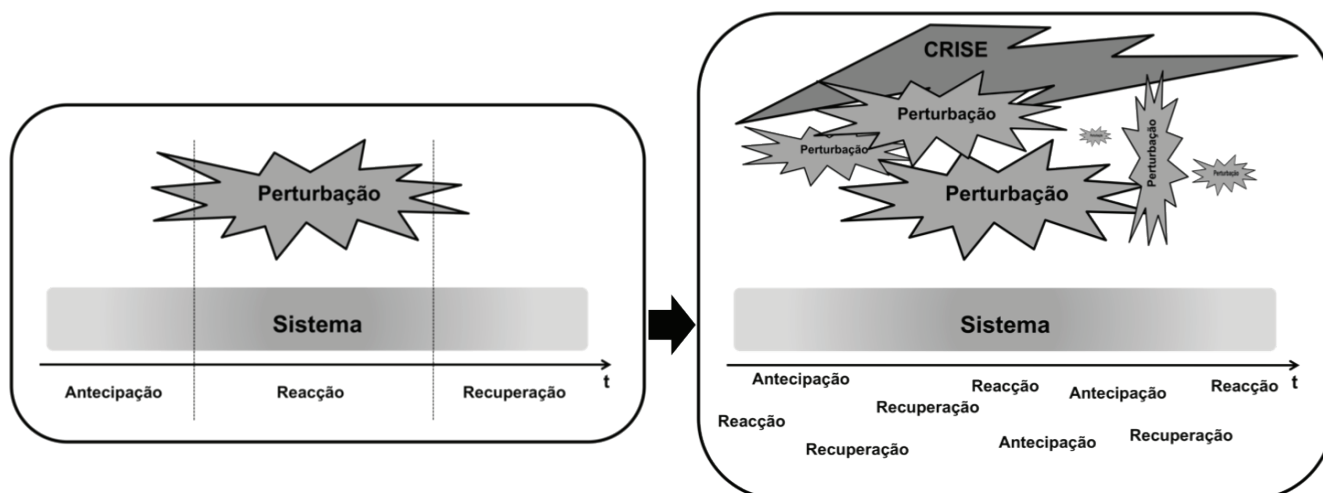 Perturbação
Sistema
t
Antecipação
Reacção
Recuperação
CRISE
Perturbação
Perturbação
Perturbação
Perturbação
Perturbação
Sistema
t
Antecipação
Reacção
Antecipação
Reacção
Recuperação
Reacção
Recuperação
Antecipação
Recuperação